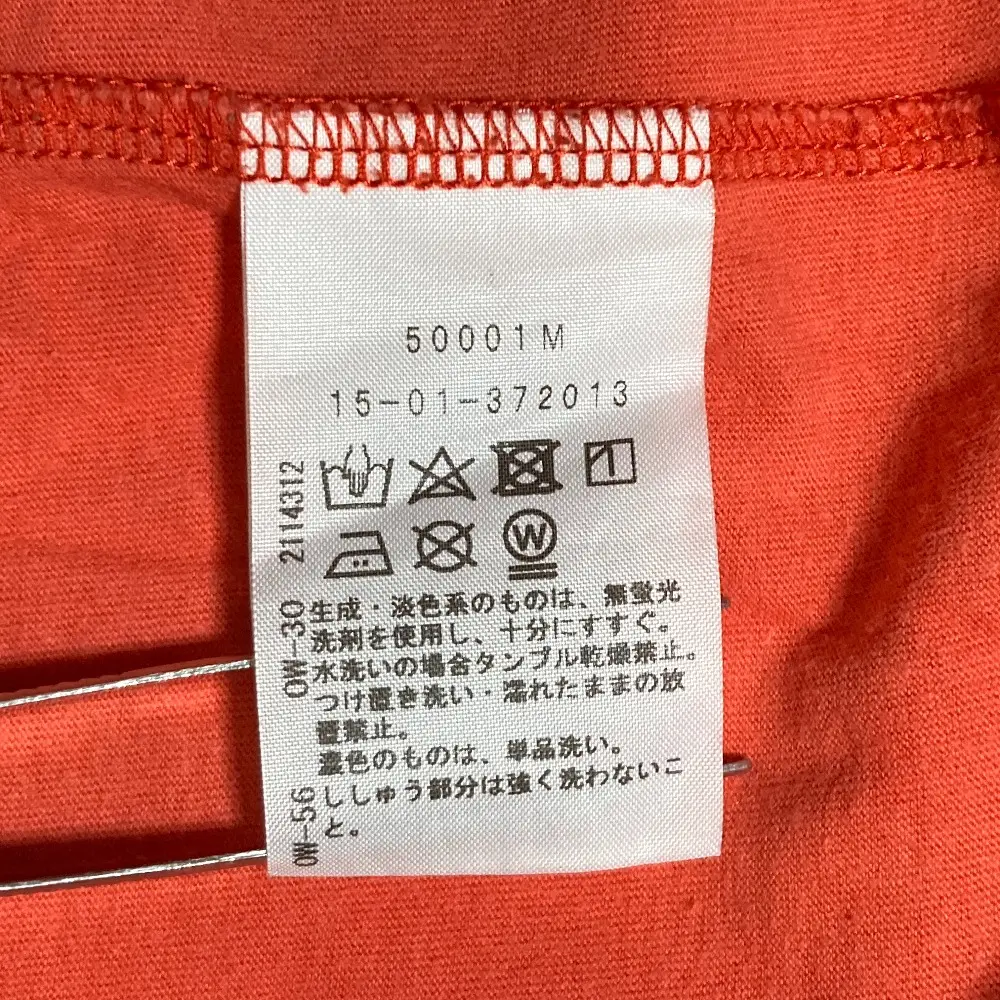 50001M
15-01-372013
W
生成・淡色系のものは、無蛍光
洗剤を使用し、十分にすすぐ。
水洗いの場合タンブル乾燥禁止。
つけ置き洗い・濡れたままの放
置禁止。
濃色のものは、単品洗い。
ししゅう部分は強く洗わないこ
と。
2114312
OW-30
OW-56